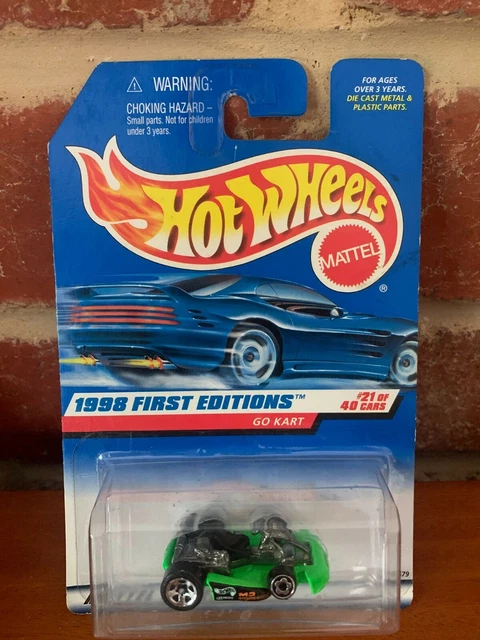 ⚠ WARNING:
CHOKING HAZARD –
Small parts. Not for children
under 3 years.
FOR AGES
OVER 3 YEARS.
DIE CAST METAL &
PLASTIC PARTS.
HOT WHEELS
MATTEL
®
1998 FIRST EDITIONS™
#21 OF
40 CARS
GO KART